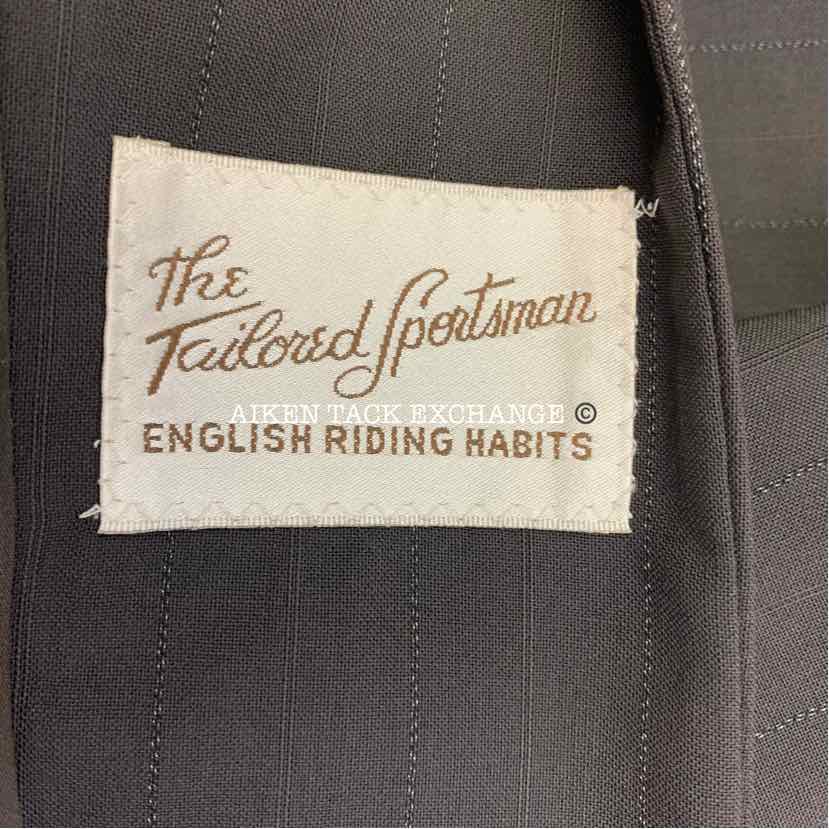 The
Tailored Sportsman
AIKEN TACK EXCHANGE ©
ENGLISH RIDING HABITS